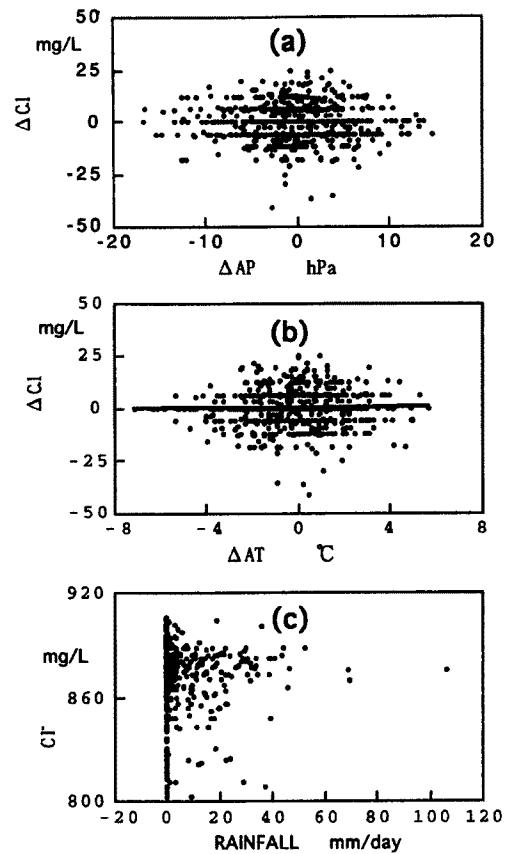 50
(a)
mg/L
25
ΔCl
0
-25
-50
-20 -10 0 10 20
ΔAP hPa
50
(b)
mg/L
25
ΔCl
0
-25
-50
-8 -4 0 4 8
ΔAT ℃
920
(c)
mg/L
860
Cl⁻
800
-20 0 20 40 60 80 100 120
RAINFALL mm/day